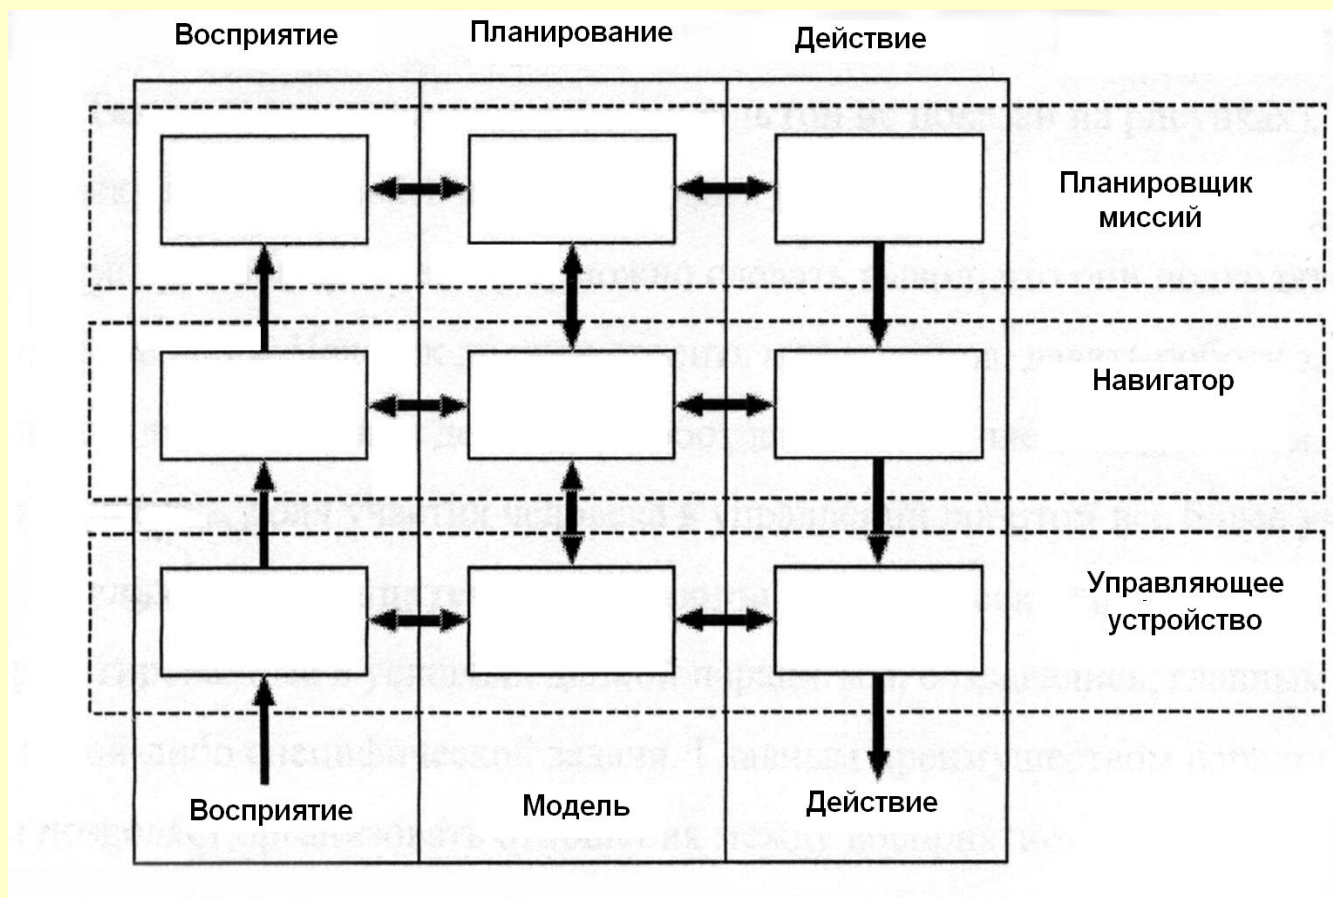 Восприятие
Планирование
Действие
Планировщик
миссий
Навигатор
Управляющее
устройство
Восприятие
Модель
Действие